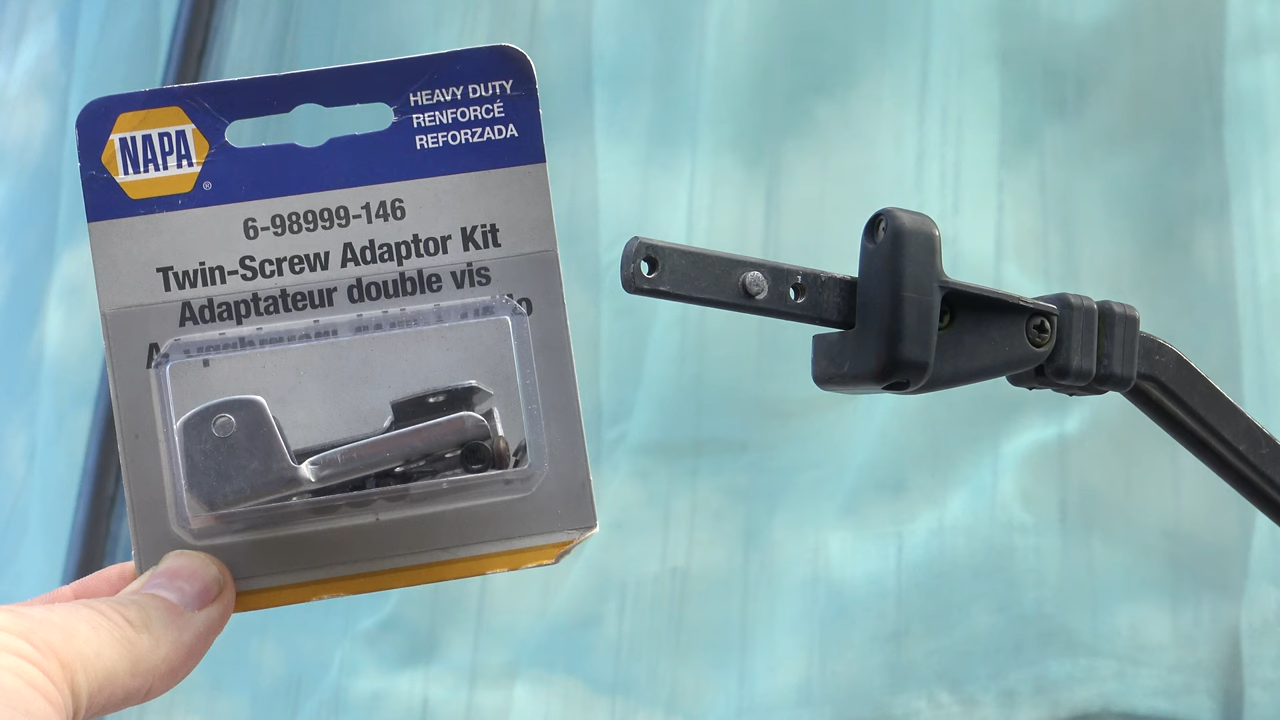 HEAVY DUTY
RENFORCÉ
REFORZADA
NAPA
®
6-98999-146
Twin-Screw Adaptor Kit
Adaptateur double vis